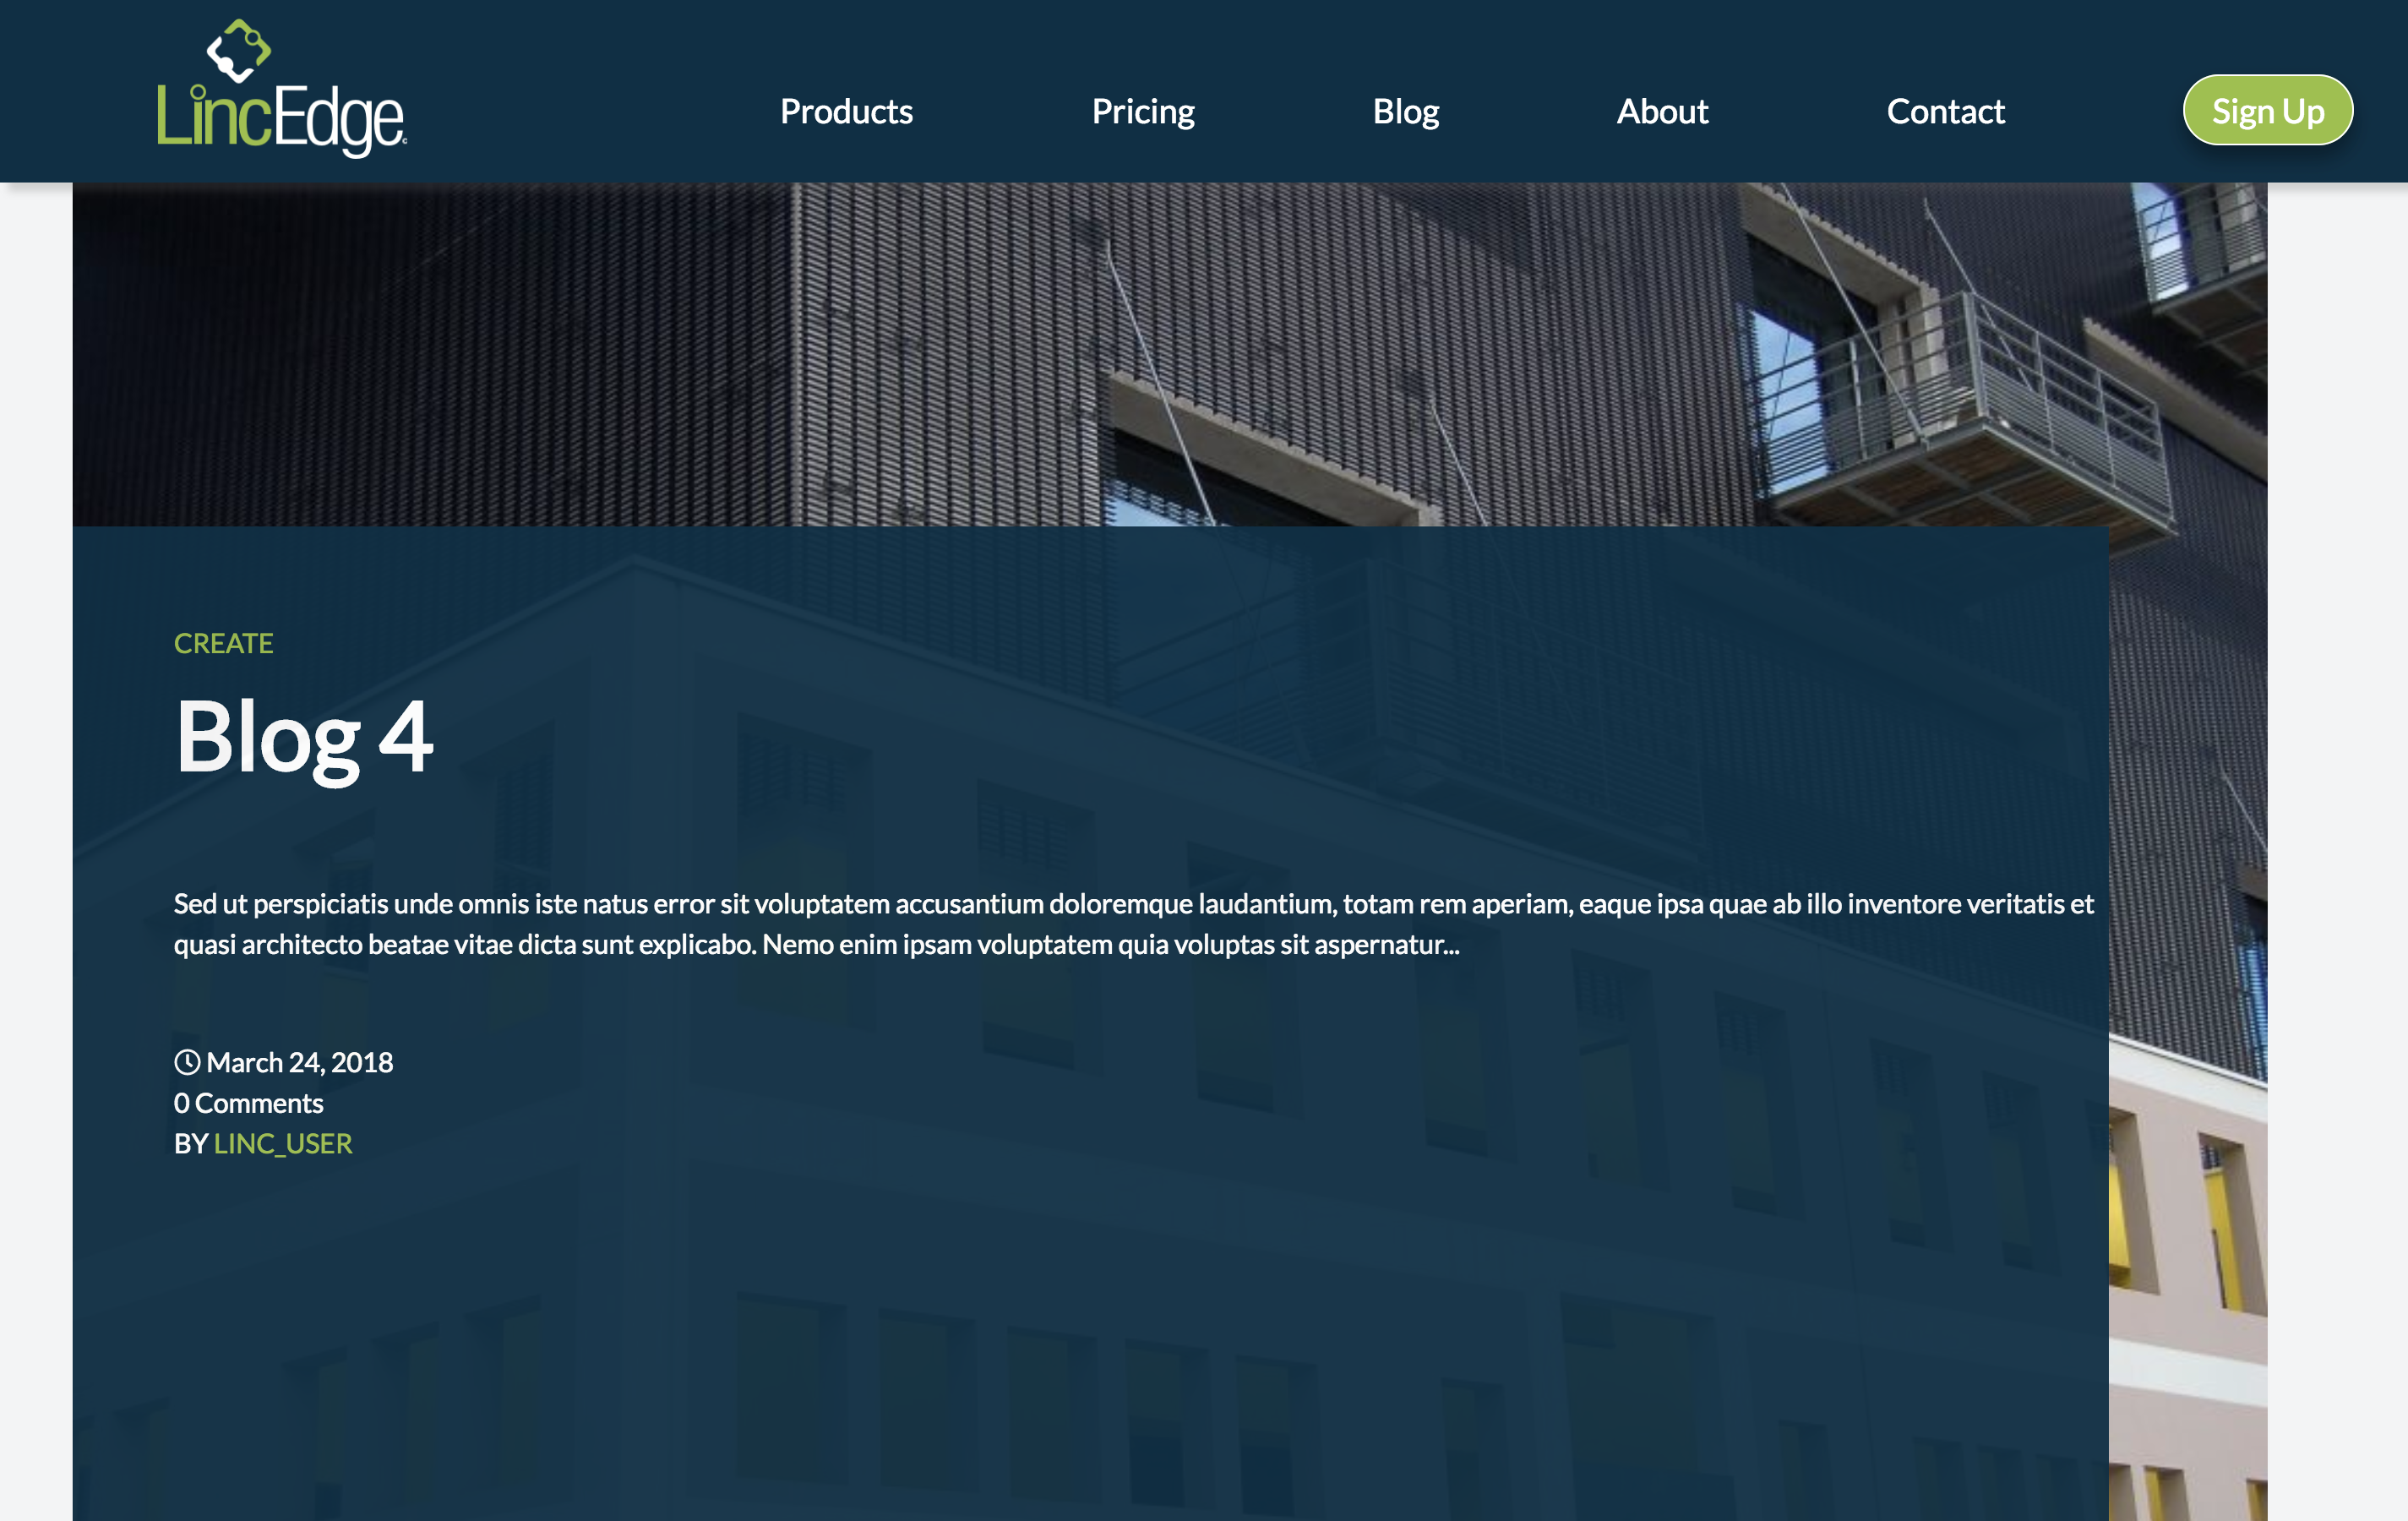 LincEdge
Products Pricing Blog About Contact Sign Up
CREATE
Blog 4
Sed ut perspiciatis unde omnis iste natus error sit voluptatem accusantium doloremque laudantium, totam rem aperiam, eaque ipsa quae ab illo inventore veritatis et
quasi architecto beatae vitae dicta sunt explicabo. Nemo enim ipsam voluptatem quia voluptas sit aspernatur...
March 24, 2018
0 Comments
BY LINC_USER